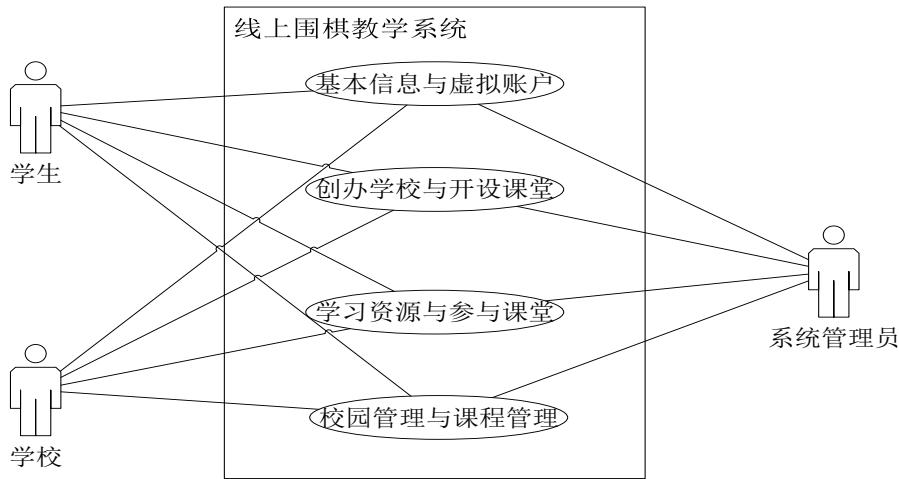 线上围棋教学系统
基本信息与虚拟账户
学生
创办学校与开设课堂
学习资源与参与课堂
系统管理员
校园管理与课程管理
学校